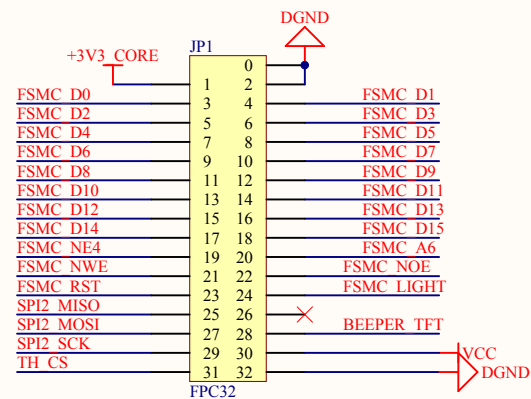 DGND
JP1
+3V3_CORE
0
1 2
FSMC_D0 3 4 FSMC_D1
FSMC_D2 5 6 FSMC_D3
FSMC_D4 7 8 FSMC_D5
FSMC_D6 9 10 FSMC_D7
FSMC_D8 11 12 FSMC_D9
FSMC_D10 13 14 FSMC_D11
FSMC_D12 15 16 FSMC_D13
FSMC_D14 17 18 FSMC_D15
FSMC_NE4 19 20 FSMC_A6
FSMC_NWE 21 22 FSMC_NOE
FSMC_RST 23 24 FSMC_LIGHT
SPI2_MISO 25 26
SPI2_MOSI 27 28 BEEPER_TFT
SPI2_SCK 29 30 VCC
TH_CS 31 32 DGND
FPC32